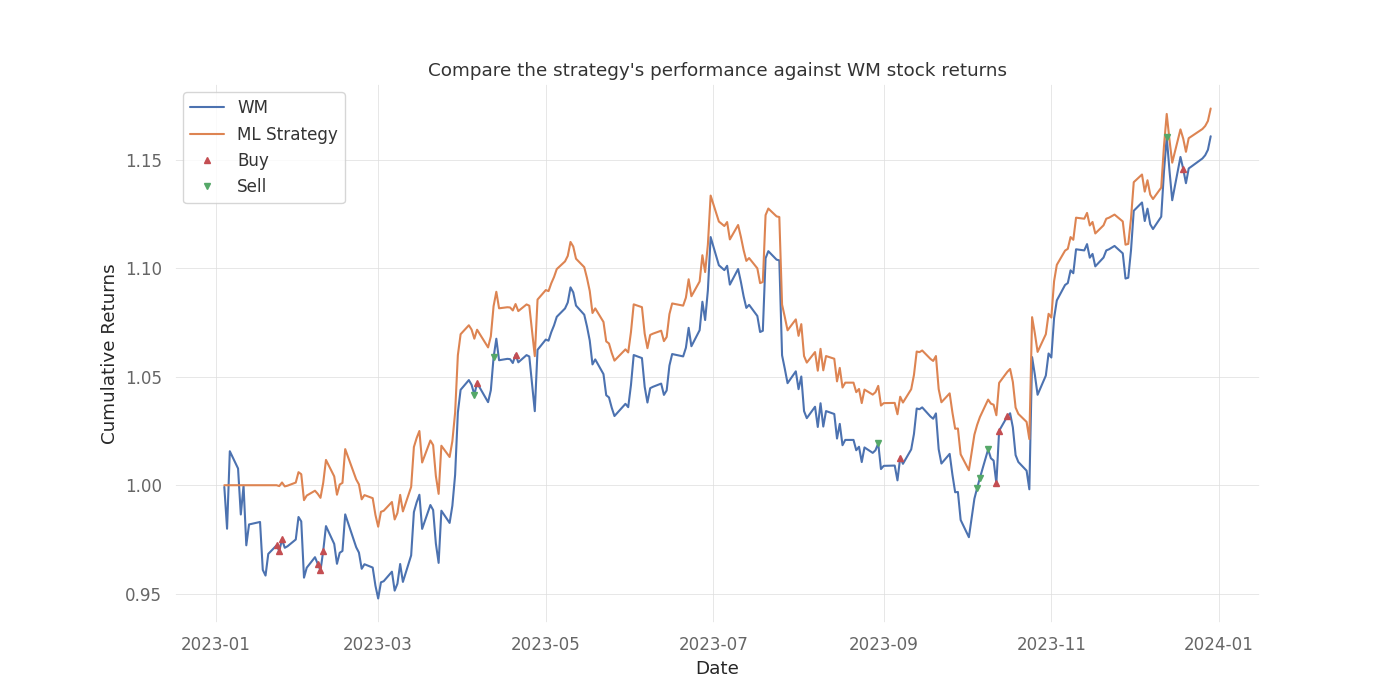 Compare the strategy's performance against WM stock returns
WM
ML Strategy
Buy
Sell
1.15
1.10
1.05
1.00
0.95
Cumulative Returns
2023-01 2023-03 2023-05 2023-07 2023-09 2023-11 2024-01
Date